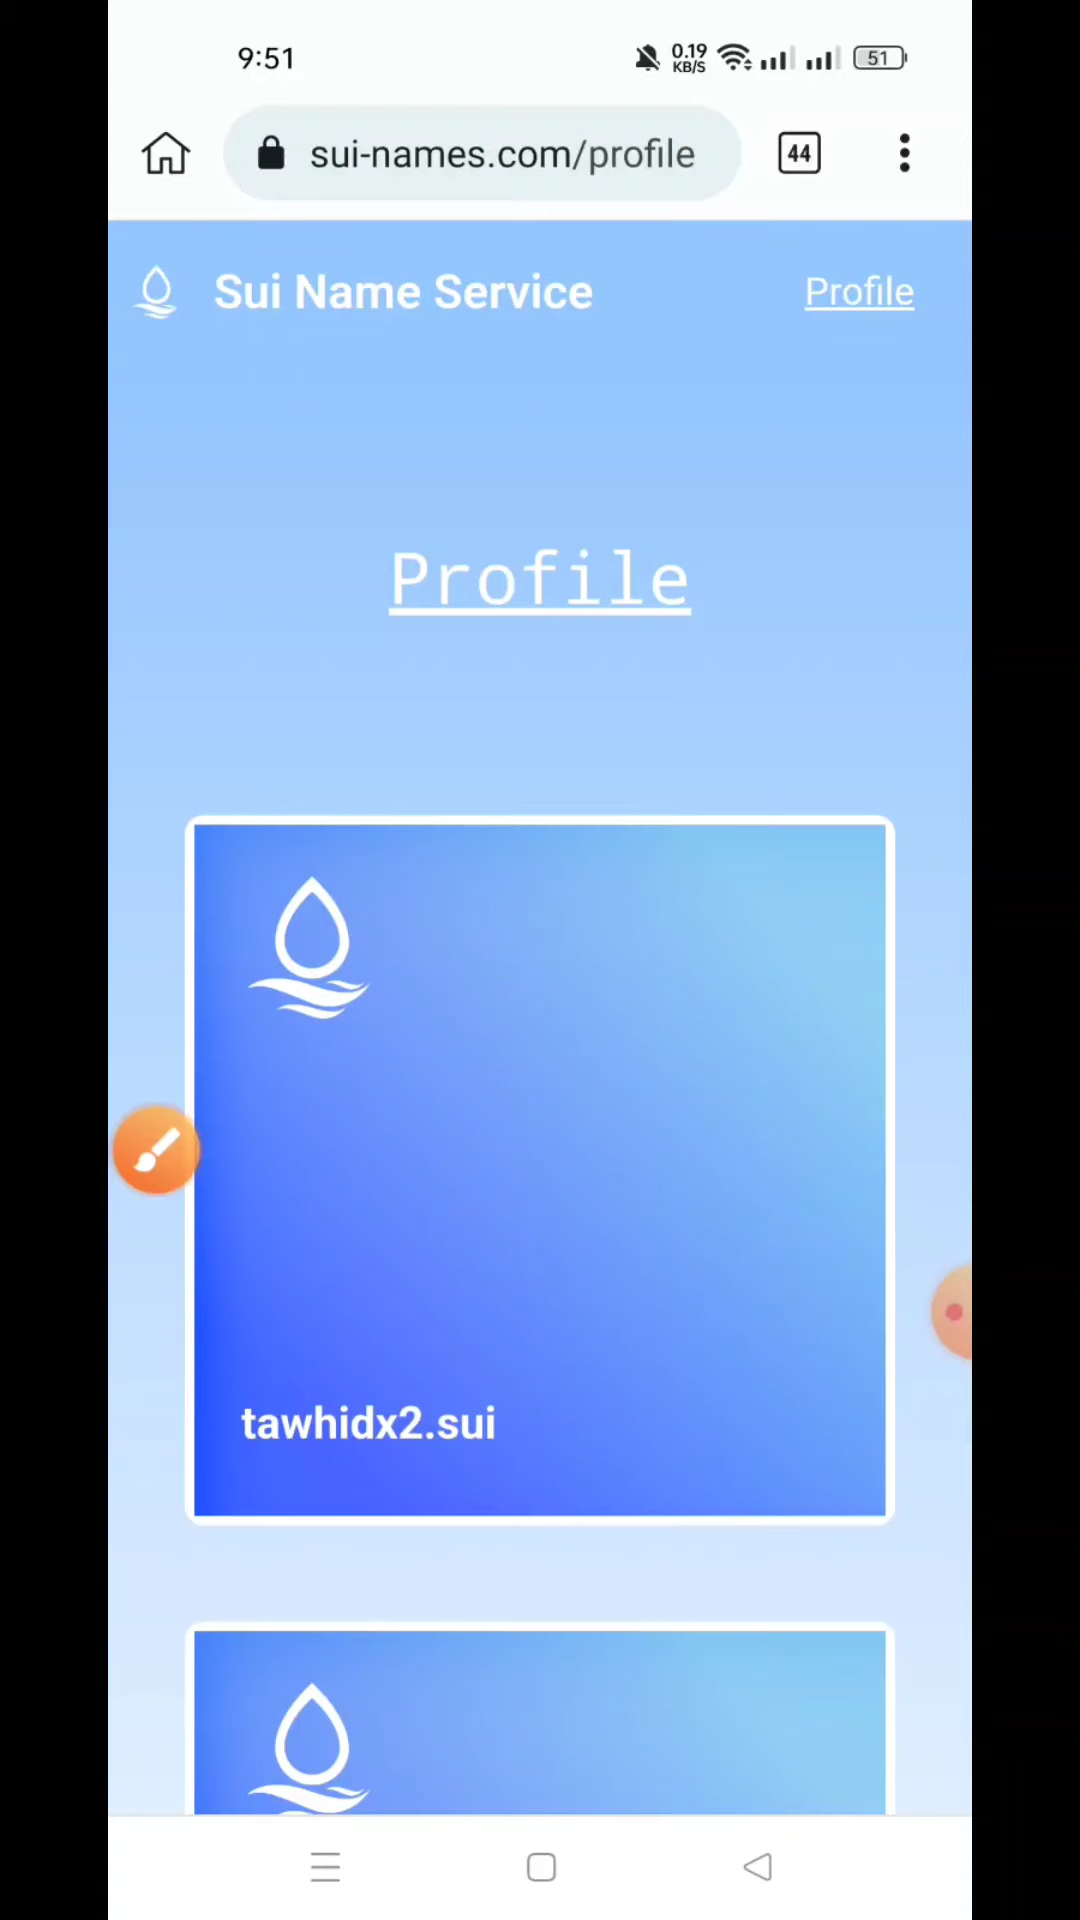 9:51
0.19
KB/S
51
sui-names.com/profile
44
Sui Name Service
Profile
Profile
tawhidx2.sui